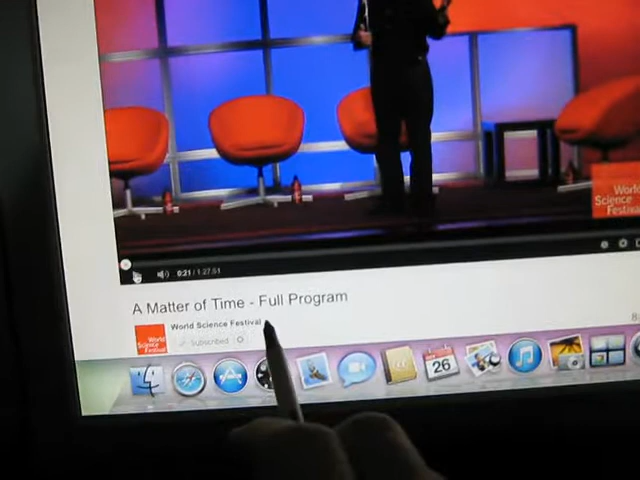 World
Science
Festival
0:21 / 1:27:51
A Matter of Time - Full Program
World Science Festival
World
Science
Festival
Subscribed
26